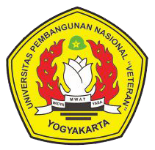 UNIVERSITAS PEMBANGUNAN NASIONAL "VETERAN"
WIDYA MWAT YASA
YOGYAKARTA